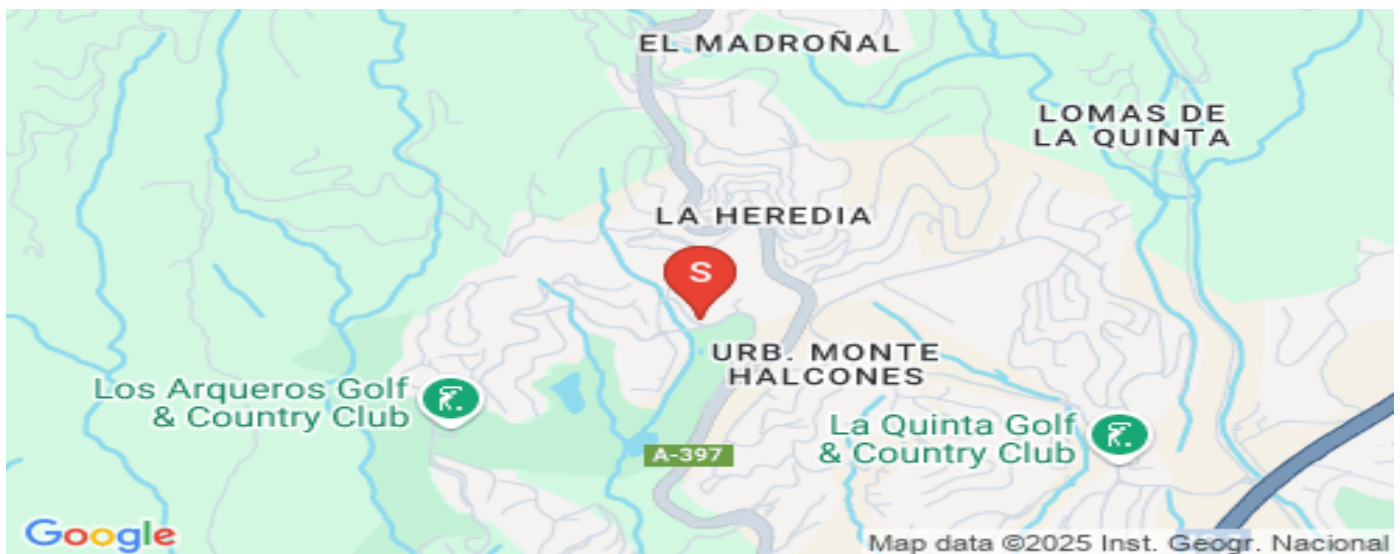 EL MADROÑAL
LOMAS DE
LA QUINTA
LA HEREDIA
S
URB. MONTE
HALCONES
Los Arqueros Golf
& Country Club
La Quinta Golf
& Country Club
A-397
Google
Map data ©2025 Inst. Geogr. Nacional